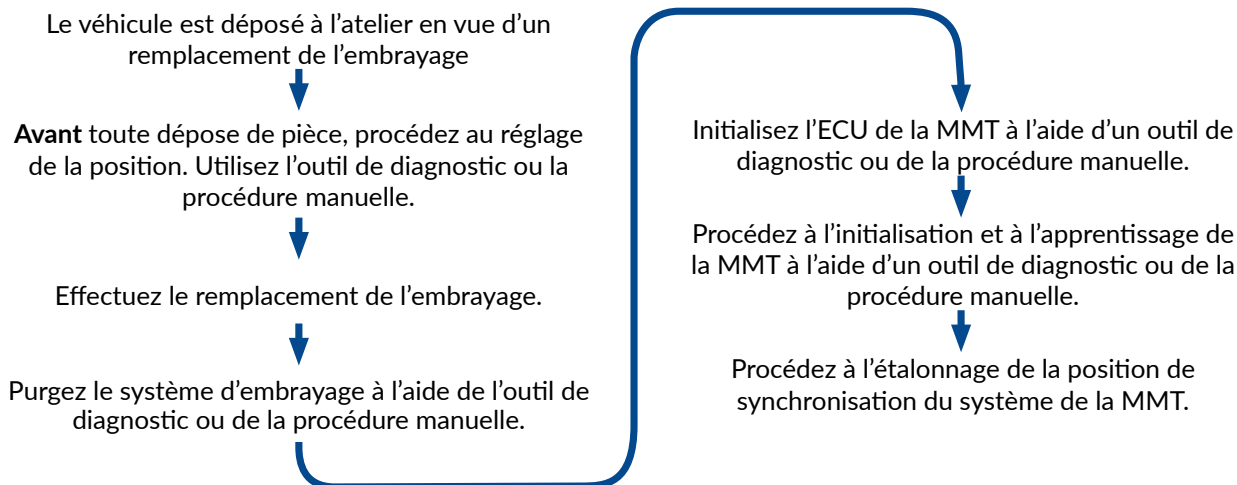 Le véhicule est déposé à l’atelier en vue d’un
remplacement de l’embrayage
Avant toute dépose de pièce, procédez au réglage
de la position. Utilisez l’outil de diagnostic ou la
procédure manuelle.
Effectuez le remplacement de l’embrayage.
Purgez le système d’embrayage à l’aide de l’outil de
diagnostic ou de la procédure manuelle.
Initialisez l’ECU de la MMT à l’aide d’un outil de
diagnostic ou de la procédure manuelle.
Procédez à l’initialisation et à l’apprentissage de
la MMT à l’aide d’un outil de diagnostic ou de la
procédure manuelle.
Procédez à l’étalonnage de la position de
synchronisation du système de la MMT.